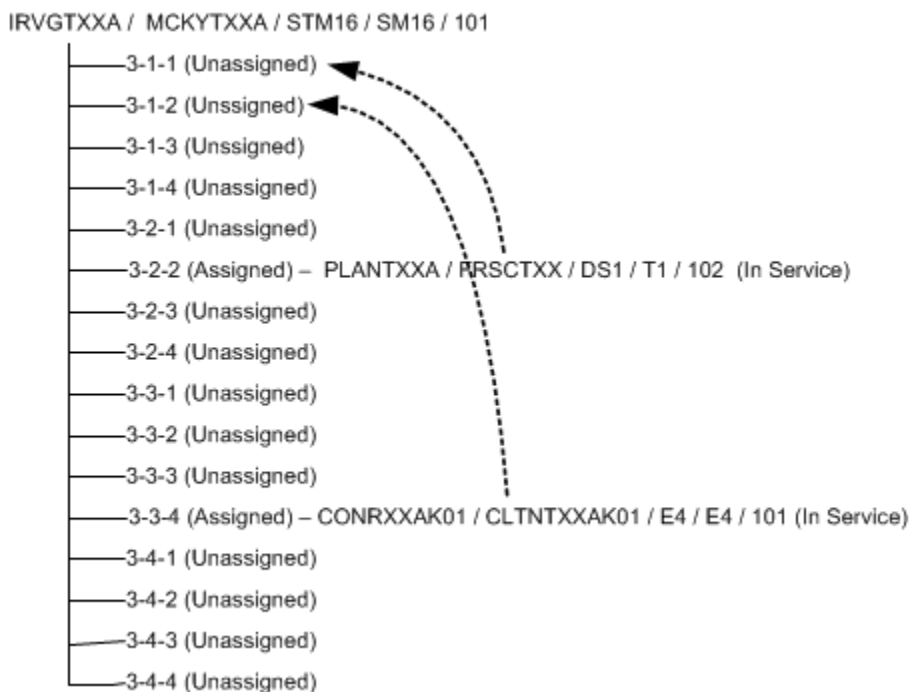 IRVGTXXA / MCKYTXXA / STM16 / SM16 / 101
3-1-1 (Unassigned)
3-1-2 (Unssigned)
3-1-3 (Unssigned)
3-1-4 (Unassigned)
3-2-1 (Unassigned)
3-2-2 (Assigned) – PLANTXXA / FRSCTXX / DS1 / T1 / 102 (In Service)
3-2-3 (Unassigned)
3-2-4 (Unassigned)
3-3-1 (Unassigned)
3-3-2 (Unassigned)
3-3-3 (Unassigned)
3-3-4 (Assigned) – CONRXXAK01 / CLTNTXXAK01 / E4 / E4 / 101 (In Service)
3-4-1 (Unassigned)
3-4-2 (Unassigned)
3-4-3 (Unassigned)
3-4-4 (Unassigned)